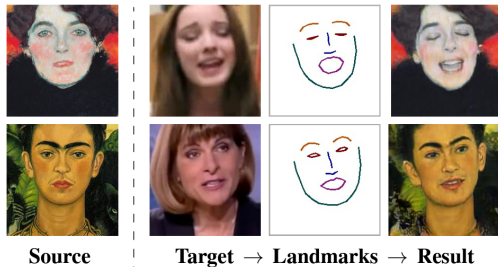 Source
Target → Landmarks → Result